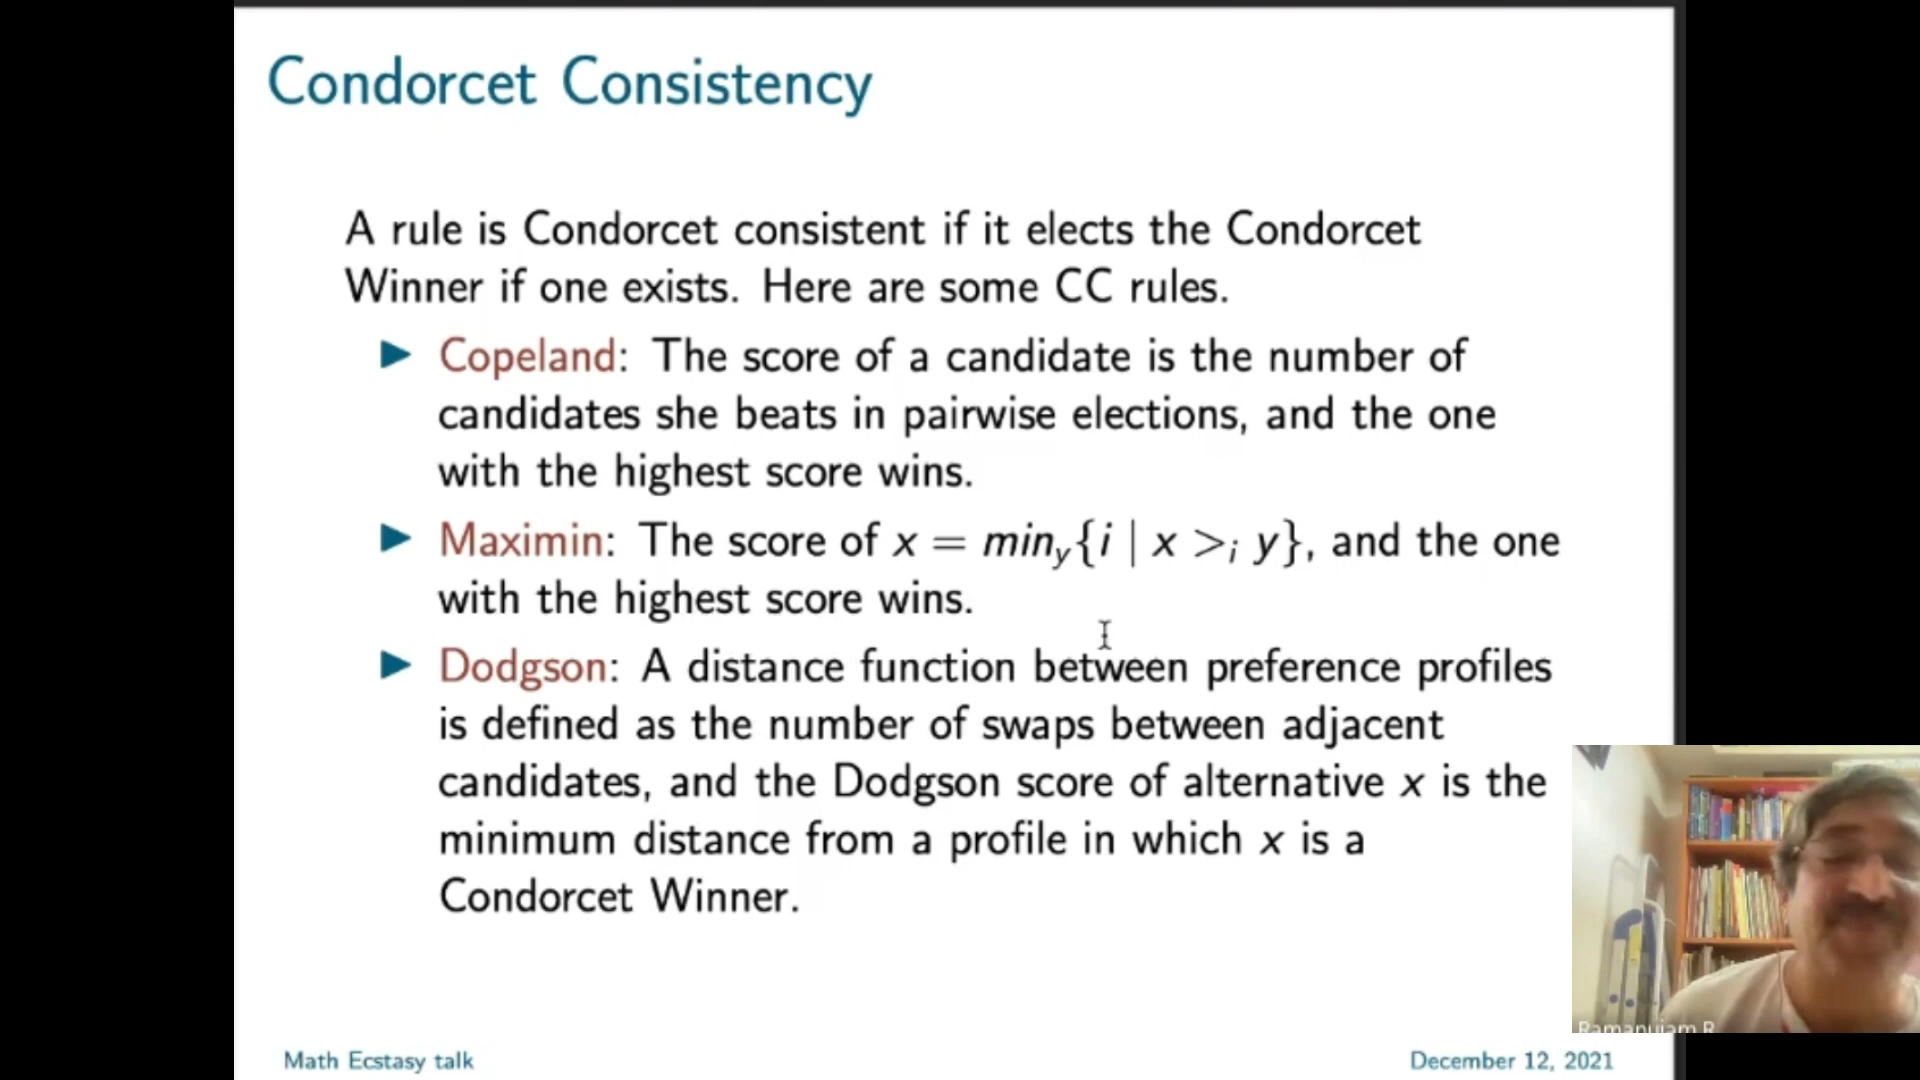 Condorcet Consistency
A rule is Condorcet consistent if it elects the Condorcet
Winner if one exists. Here are some CC rules.
▶ Copeland: The score of a candidate is the number of
candidates she beats in pairwise elections, and the one
with the highest score wins.
▶ Maximin: The score of x = min_y{i | x >_i y}, and the one
with the highest score wins.
▶ Dodgson: A distance function between preference profiles
is defined as the number of swaps between adjacent
candidates, and the Dodgson score of alternative x is the
minimum distance from a profile in which x is a
Condorcet Winner.
Ramanujam R
Math Ecstasy talk
December 12, 2021